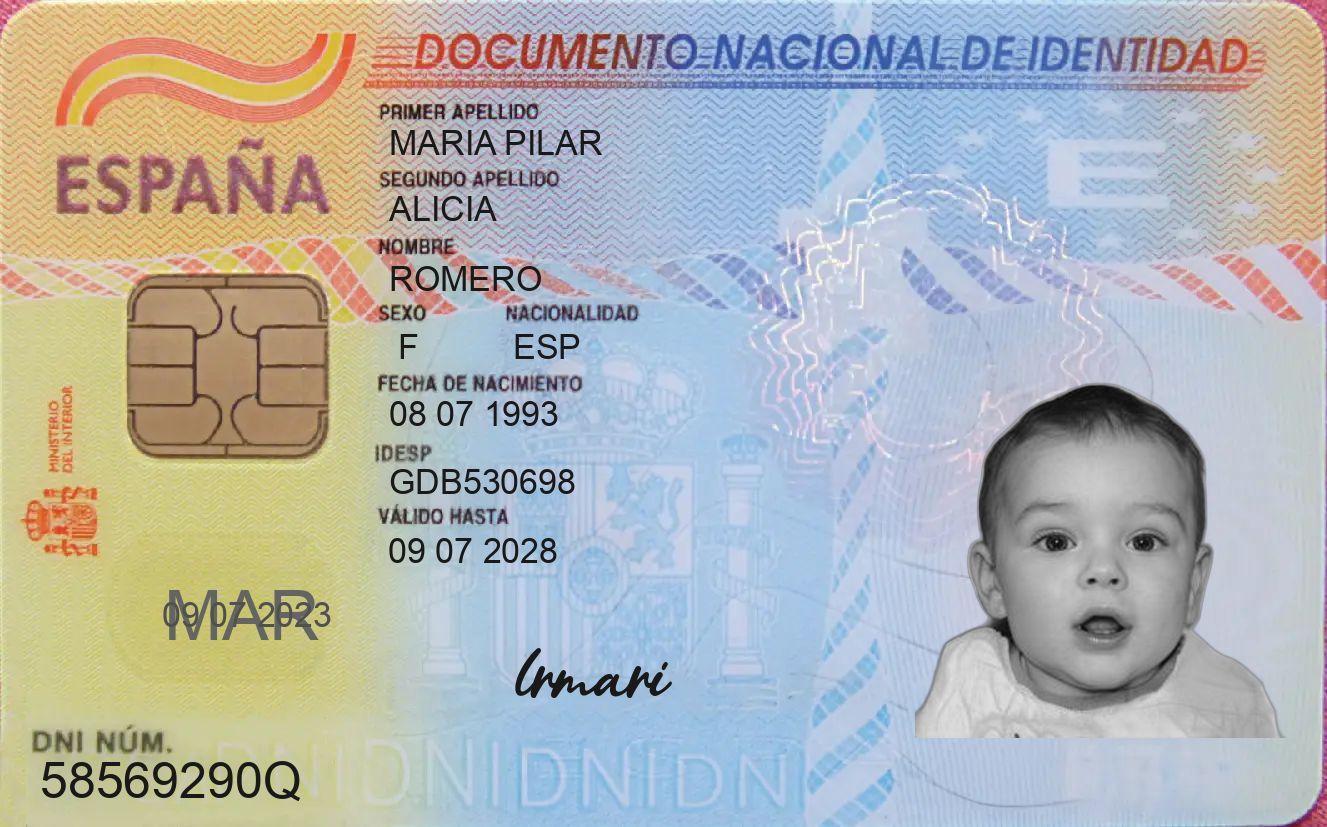 DOCUMENTO NACIONAL DE IDENTIDAD
ESPAÑA
E
PRIMER APELLIDO
MARIA PILAR
SEGUNDO APELLIDO
ALICIA
NOMBRE
ROMERO
SEXO NACIONALIDAD
F ESP
FECHA DE NACIMIENTO
08 07 1993
IDESP
GDB530698
VÁLIDO HASTA
09 07 2028
MINISTERIO
DEL INTERIOR
MAR
09 07 2023
Irmari
DNI NÚM.
58569290Q
DNIDNIDNIDNI